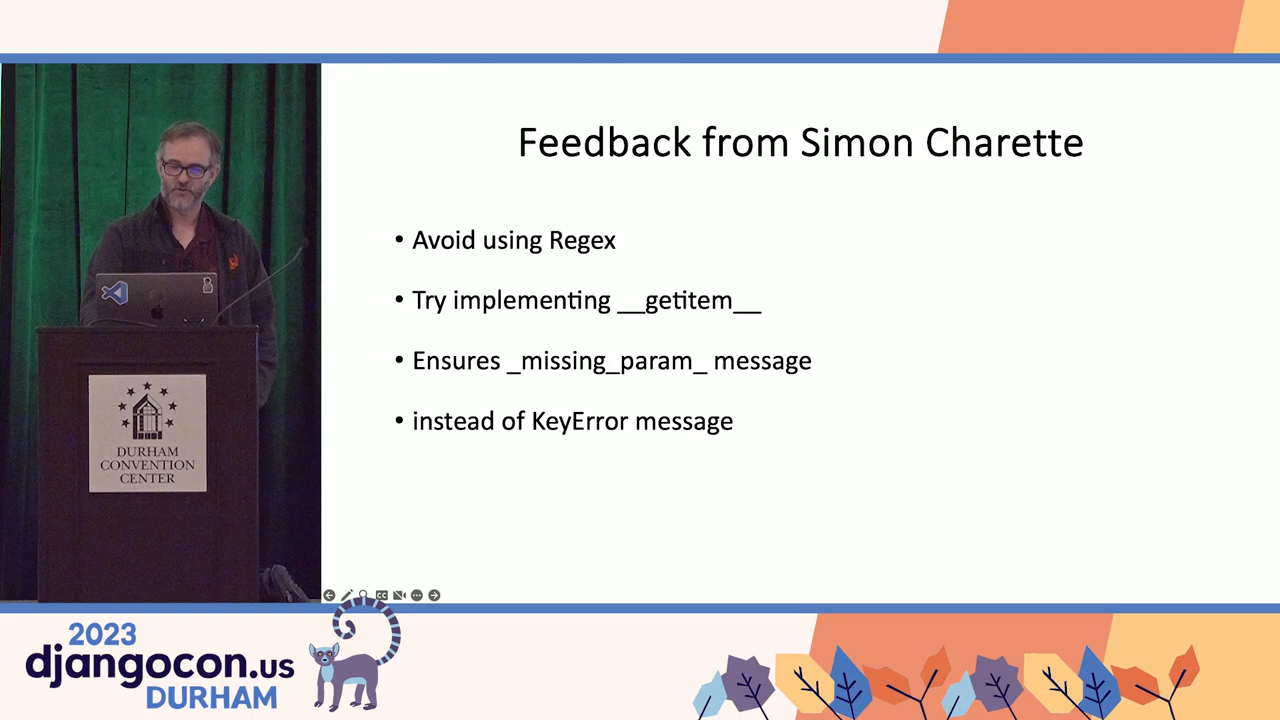 Feedback from Simon Charette
• Avoid using Regex
• Try implementing __getitem__
• Ensures _missing_param_ message
• instead of KeyError message
DURHAM
CONVENTION
CENTER
2023
djangocon.us
DURHAM